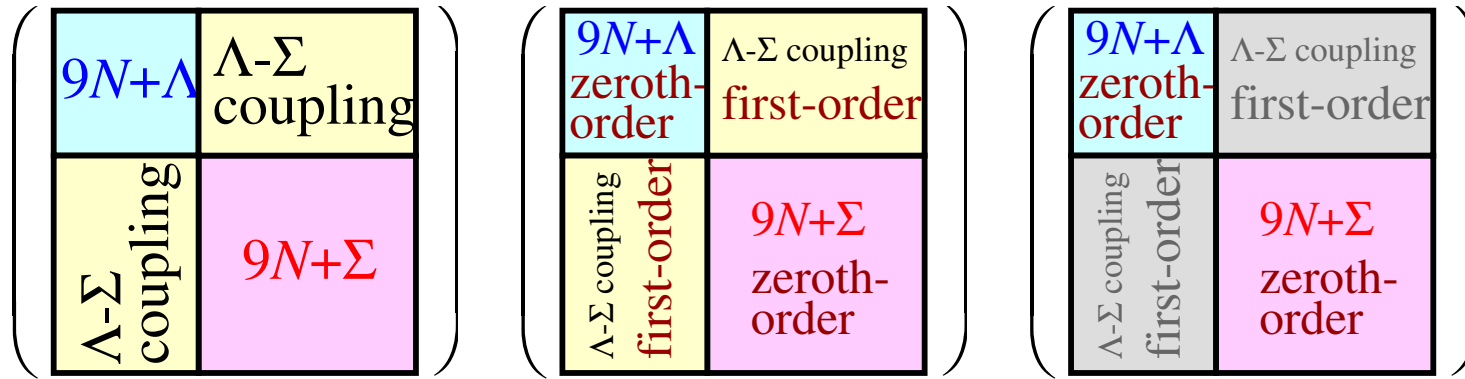 9N+Λ
Λ-Σ
coupling
Λ-Σ
coupling
9N+Σ
9N+Λ
zeroth-
order
Λ-Σ coupling
first-order
Λ-Σ coupling
first-order
9N+Σ
zeroth-
order
9N+Λ
zeroth-
order
Λ-Σ coupling
first-order
Λ-Σ coupling
first-order
9N+Σ
zeroth-
order